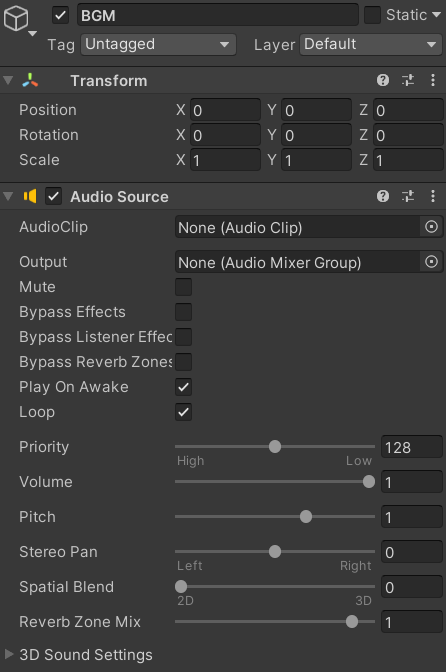 BGM Static
Tag Untagged Layer Default
Transform
Position X 0 Y 0 Z 0
Rotation X 0 Y 0 Z 0
Scale X 1 Y 1 Z 1
Audio Source
AudioClip None (Audio Clip)
Output None (Audio Mixer Group)
Mute
Bypass Effects
Bypass Listener Effec
Bypass Reverb Zones
Play On Awake
Loop
Priority 128
High Low
Volume 1
Pitch 1
Stereo Pan 0
Left Right
Spatial Blend 0
2D 3D
Reverb Zone Mix 1
3D Sound Settings